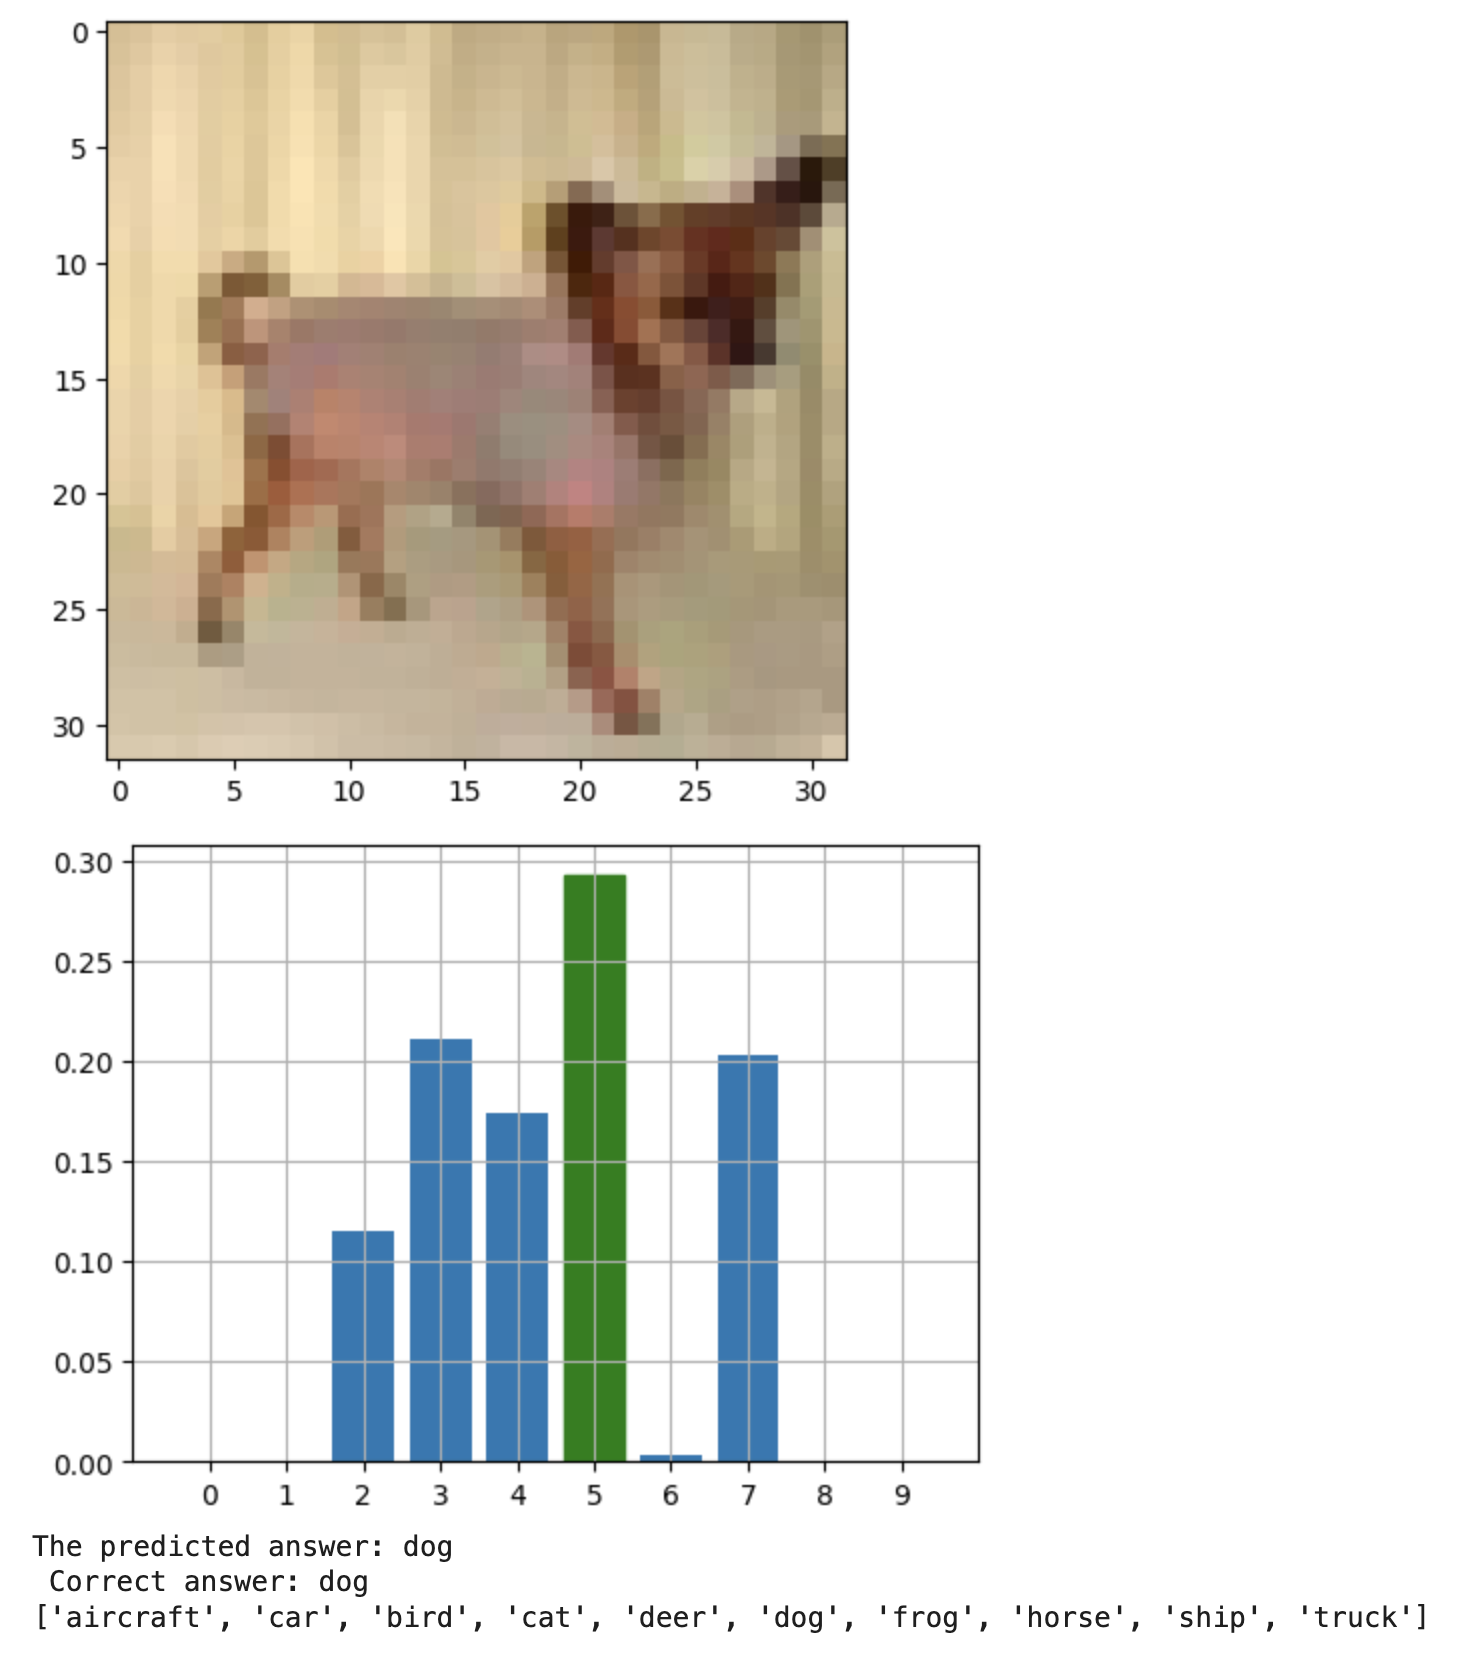 0
5
10
15
20
25
30
0 5 10 15 20 25 30
0.30
0.25
0.20
0.15
0.10
0.05
0.00
0 1 2 3 4 5 6 7 8 9
The predicted answer: dog
Correct answer: dog
['aircraft', 'car', 'bird', 'cat', 'deer', 'dog', 'frog', 'horse', 'ship', 'truck']